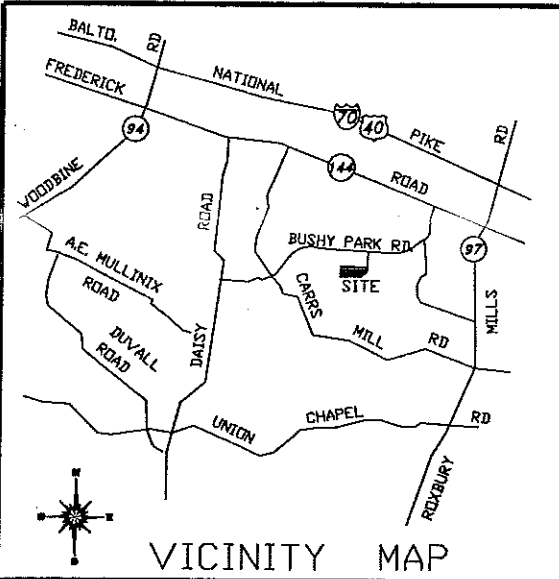 BALTO. NATIONAL PIKE
RD
FREDERICK ROAD
70
40
94
144
97
RD
WOODBINE
ROAD
BUSHY PARK RD.
SITE
A.E. MULLINIX
ROAD
CARRS MILL RD
MILLS
DUVALL
ROAD
DAISY
UNION CHAPEL RD
ROXBURY
N
VICINITY MAP